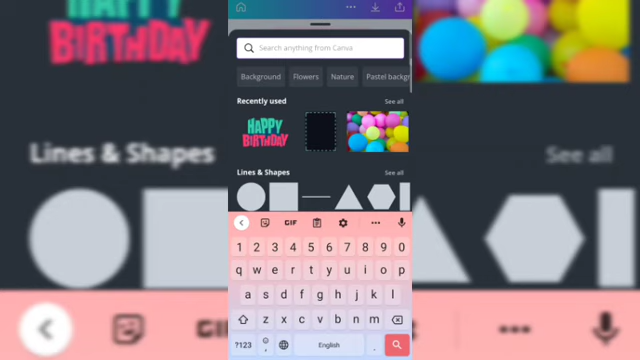 Search anything from Canva
Background Flowers Nature Pastel backgr
Recently used See all
HAPPY
BIRTHDAY
Lines & Shapes See all
GIF
1 2 3 4 5 6 7 8 9 0
q w e r t y u i o p
a s d f g h j k l
z x c v b n m
?123 , English .
HAPPY
BIRTHDAY
Lines & Shapes See all